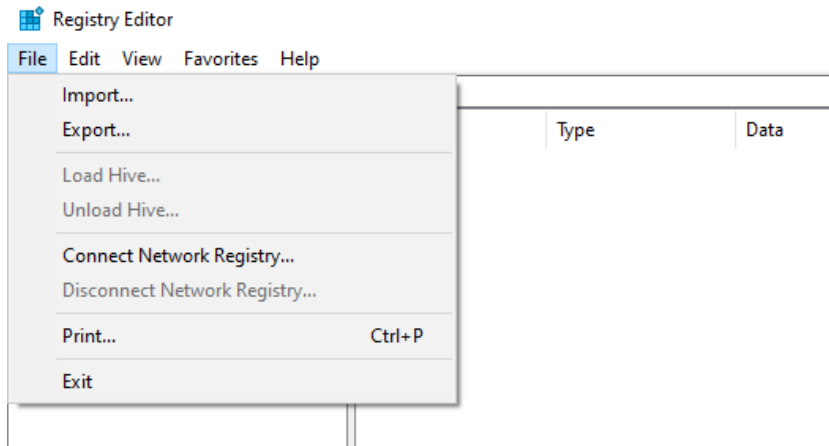 Registry Editor
File Edit View Favorites Help
Import...
Export...
Type Data
Load Hive...
Unload Hive...
Connect Network Registry...
Disconnect Network Registry...
Print... Ctrl+P
Exit